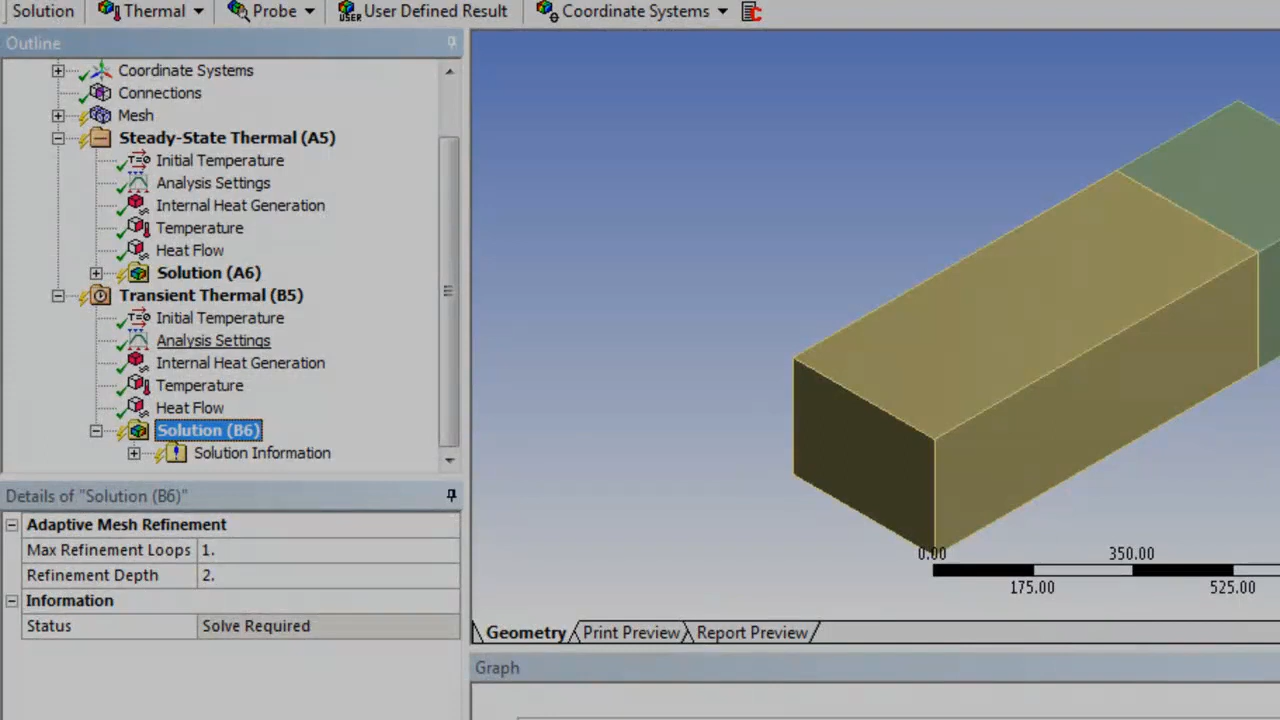 Solution Thermal Probe User Defined Result Coordinate Systems
Outline
Coordinate Systems
Connections
Mesh
Steady-State Thermal (A5)
T=0 Initial Temperature
Analysis Settings
Internal Heat Generation
Temperature
Heat Flow
Solution (A6)
Transient Thermal (B5)
T=0 Initial Temperature
Analysis Settings
Internal Heat Generation
Temperature
Heat Flow
Solution (B6)
Solution Information
Details of "Solution (B6)"
Adaptive Mesh Refinement
Max Refinement Loops 1.
Refinement Depth 2.
Information
Status Solve Required
0.00 350.00
175.00 525.00
Geometry Print Preview Report Preview
Graph